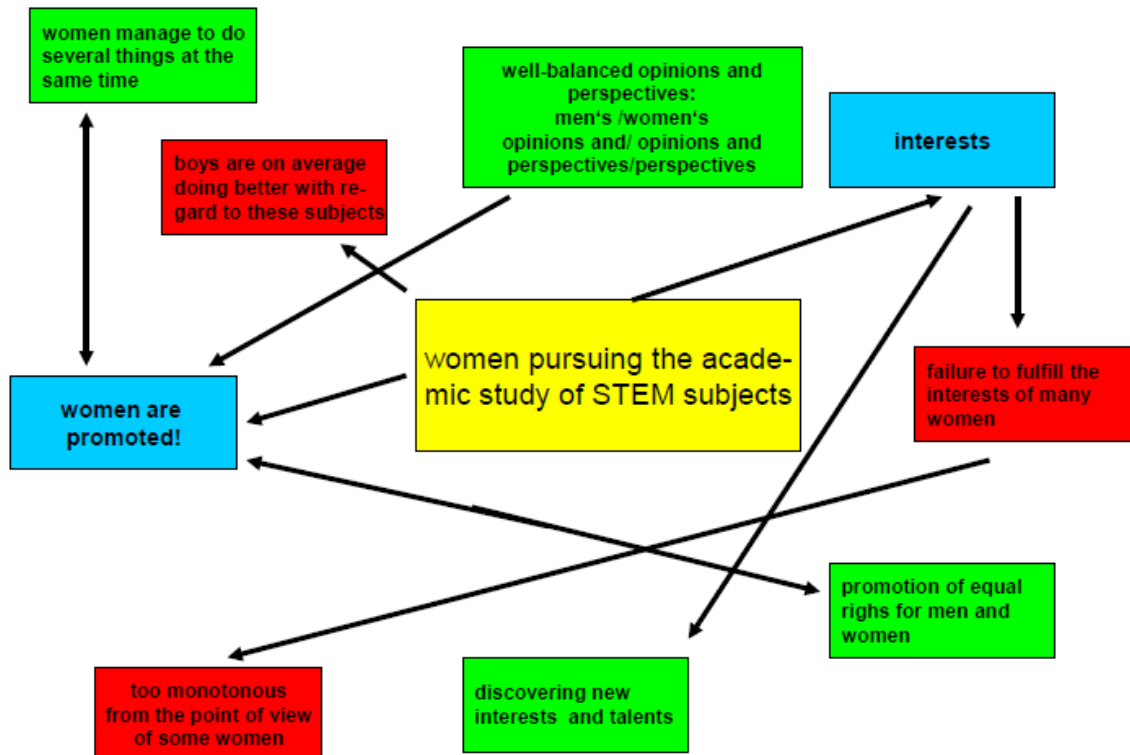 women manage to do
several things at the
same time
well-balanced opinions and
perspectives:
men's /women's
opinions and/ opinions and
perspectives/perspectives
interests
boys are on average
doing better with re-
gard to these subjects
women pursuing the acade-
mic study of STEM subjects
failure to fulfill the
interests of many
women
women are
promoted!
promotion of equal
righs for men and
women
too monotonous
from the point of view
of some women
discovering new
interests and talents